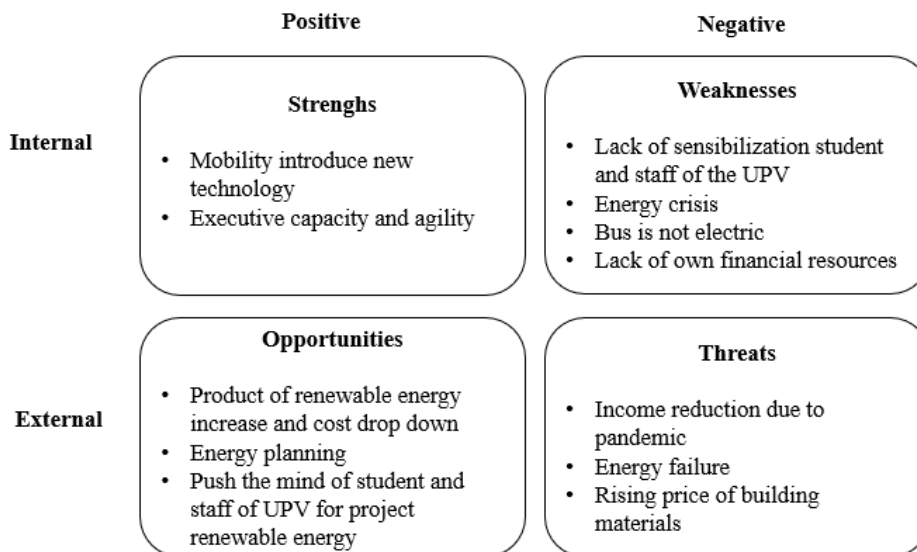 Positive
Negative
Internal
Strenghs
• Mobility introduce new
technology
• Executive capacity and agility
Weaknesses
• Lack of sensibilization student
and staff of the UPV
• Energy crisis
• Bus is not electric
• Lack of own financial resources
External
Opportunities
• Product of renewable energy
increase and cost drop down
• Energy planning
• Push the mind of student and
staff of UPV for project
renewable energy
Threats
• Income reduction due to
pandemic
• Energy failure
• Rising price of building
materials